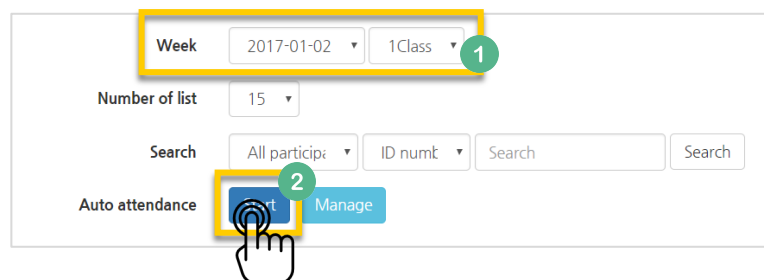 Week 2017-01-02 1Class 1
Number of list 15
Search All participa ID numb Search Search
2
Auto attendance Start Manage